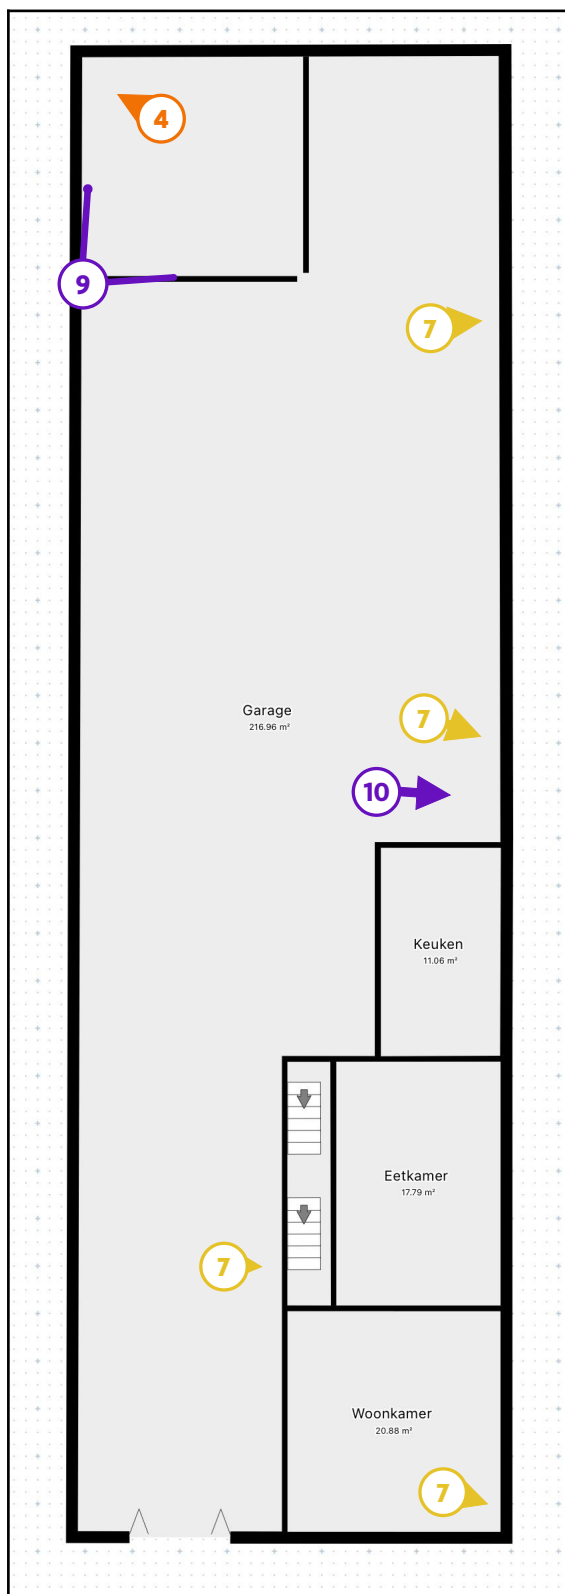 4
9
7
Garage
216.96 m²
7
10
Keuken
11.06 m²
Eetkamer
17.79 m²
7
Woonkamer
20.88 m²
7